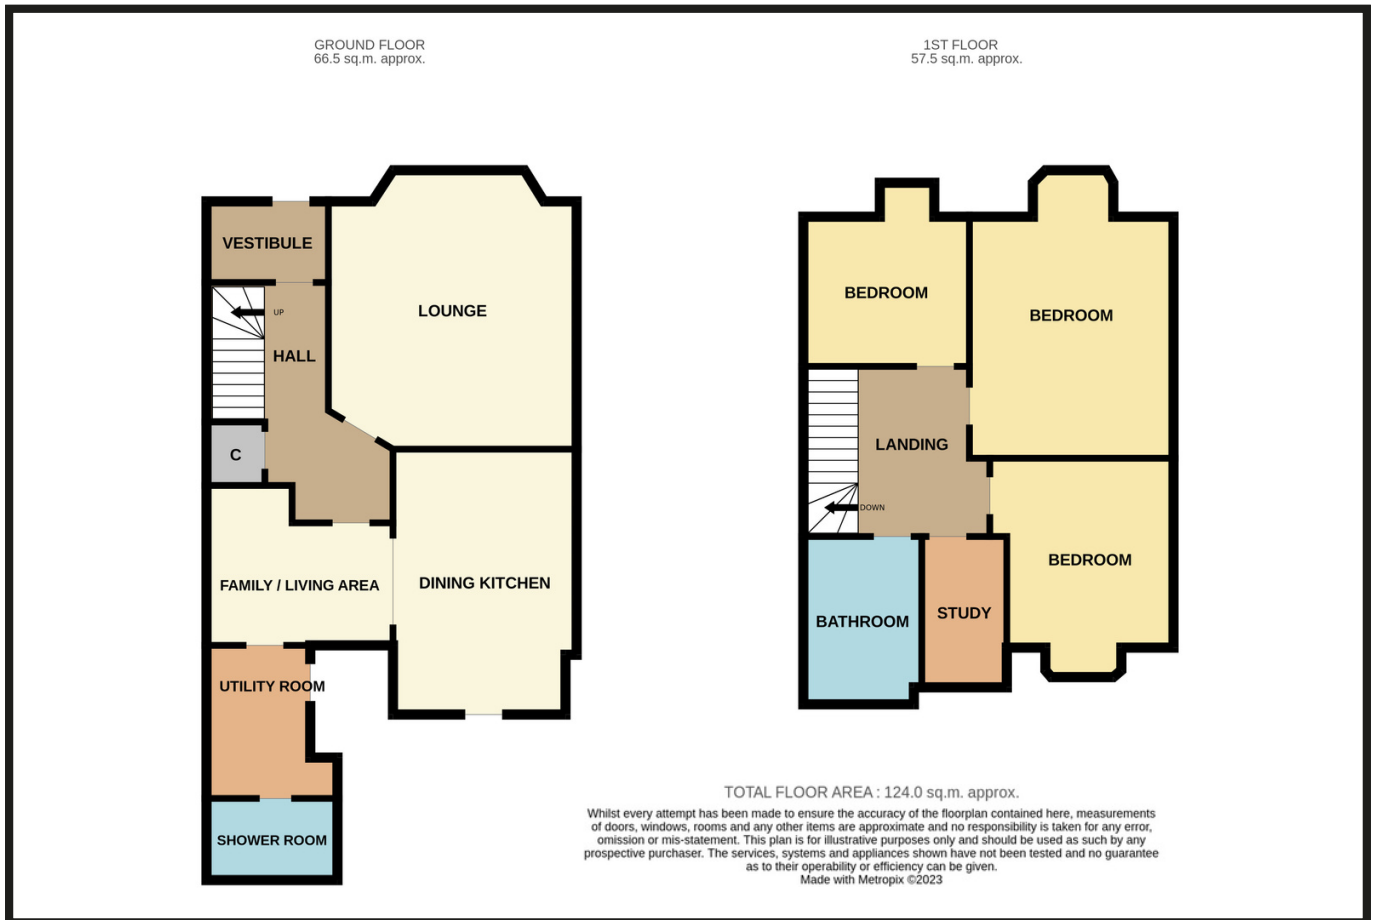 GROUND FLOOR
66.5 sq.m. approx.
1ST FLOOR
57.5 sq.m. approx.
VESTIBULE
LOUNGE
UP
HALL
C
FAMILY / LIVING AREA
DINING KITCHEN
UTILITY ROOM
SHOWER ROOM
BEDROOM
BEDROOM
LANDING
DOWN
BEDROOM
BATHROOM
STUDY
TOTAL FLOOR AREA : 124.0 sq.m. approx.
Whilst every attempt has been made to ensure the accuracy of the floorplan contained here, measurements
of doors, windows, rooms and any other items are approximate and no responsibility is taken for any error,
omission or mis-statement. This plan is for illustrative purposes only and should be used as such by any
prospective purchaser. The services, systems and appliances shown have not been tested and no guarantee
as to their operability or efficiency can be given.
Made with Metropix ©2023